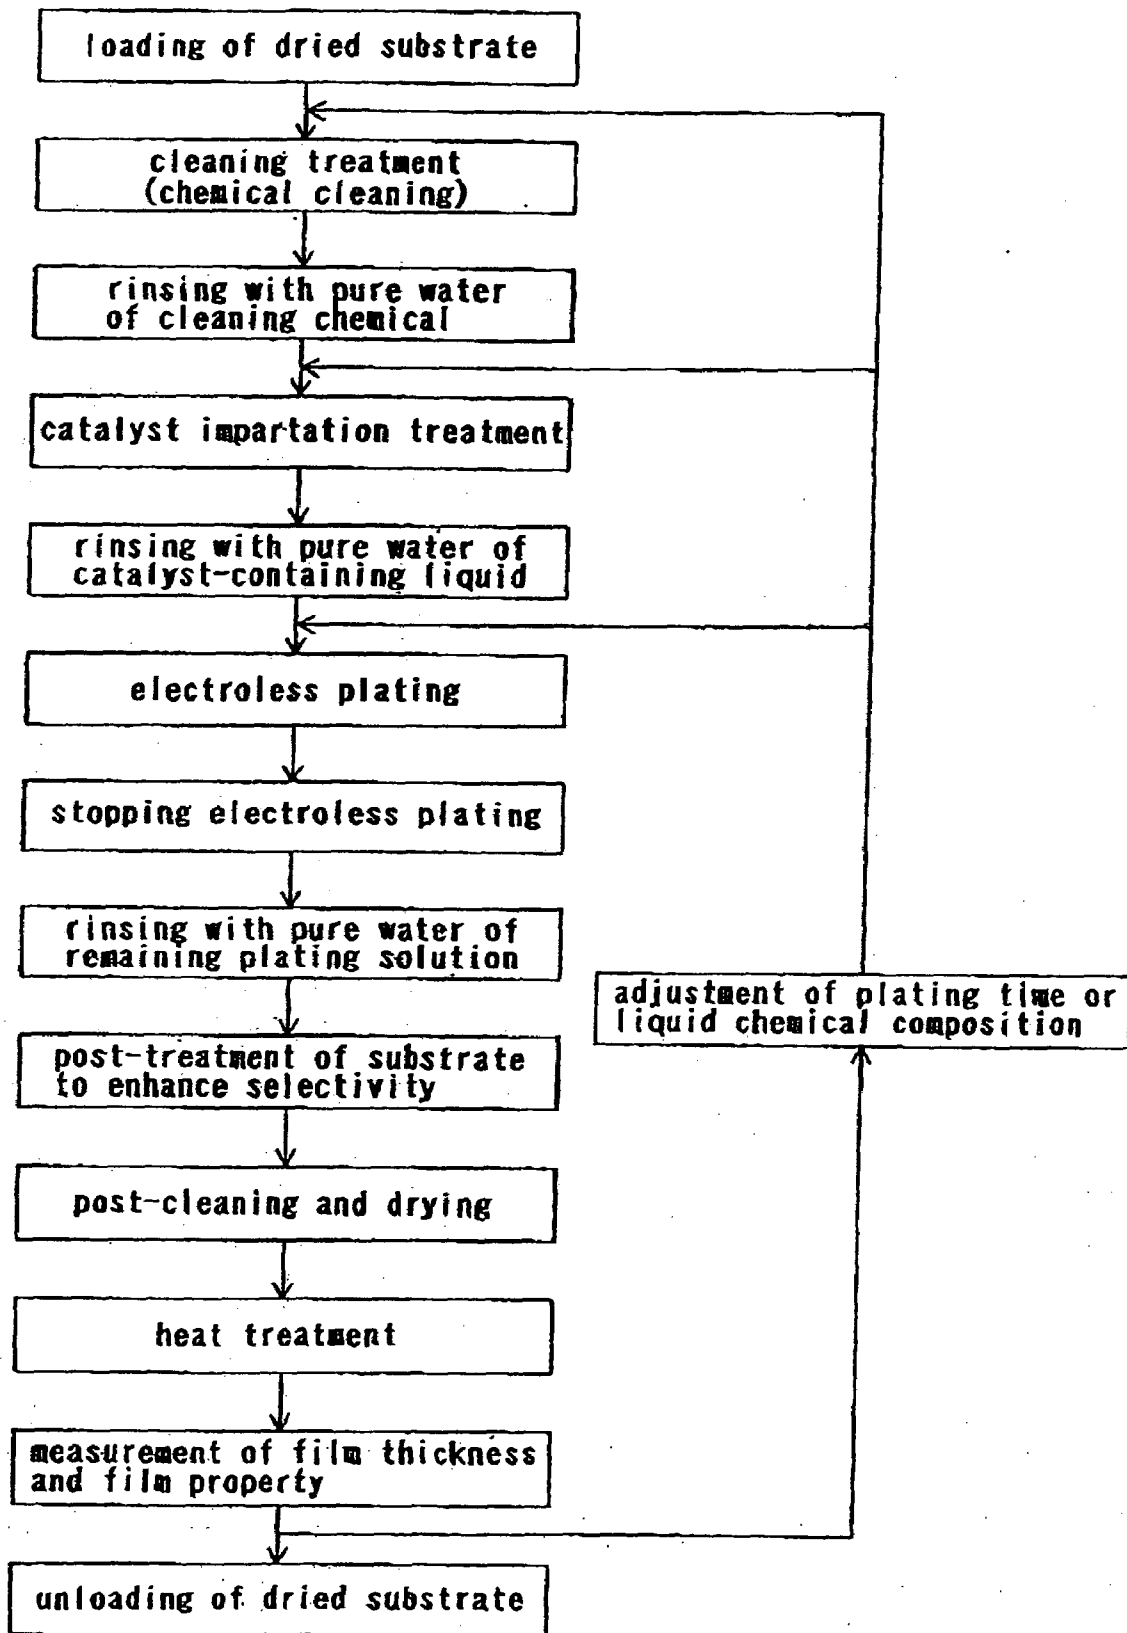 loading of dried substrate
cleaning treatment
(chemical cleaning)
rinsing with pure water
of cleaning chemical
catalyst impartation treatment
rinsing with pure water of
catalyst-containing liquid
electroless plating
stopping electroless plating
rinsing with pure water of
remaining plating solution
adjustment of plating time or
liquid chemical composition
post-treatment of substrate
to enhance selectivity
post-cleaning and drying
heat treatment
measurement of film thickness
and film property
unloading of dried substrate